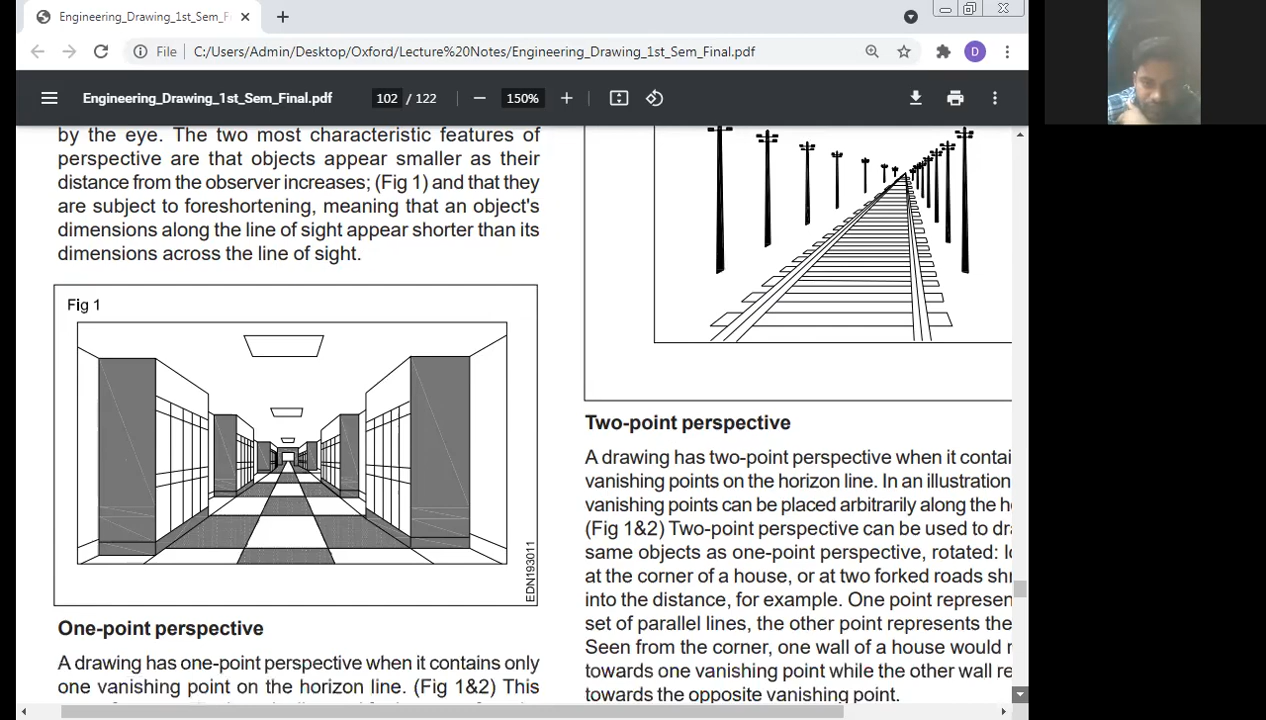 Engineering_Drawing_1st_Sem_F
File C:/Users/Admin/Desktop/Oxford/Lecture%20Notes/Engineering_Drawing_1st_Sem_Final.pdf
D
Engineering_Drawing_1st_Sem_Final.pdf
102 / 122
150%
by the eye. The two most characteristic features of
perspective are that objects appear smaller as their
distance from the observer increases; (Fig 1) and that they
are subject to foreshortening, meaning that an object's
dimensions along the line of sight appear shorter than its
dimensions across the line of sight.
Fig 1
EDN193011
One-point perspective
A drawing has one-point perspective when it contains only
one vanishing point on the horizon line. (Fig 1&2) This
Two-point perspective
A drawing has two-point perspective when it contai
vanishing points on the horizon line. In an illustration
vanishing points can be placed arbitrarily along the h
(Fig 1&2) Two-point perspective can be used to dr
same objects as one-point perspective, rotated: l
at the corner of a house, or at two forked roads shr
into the distance, for example. One point represen
set of parallel lines, the other point represents the
Seen from the corner, one wall of a house would r
towards one vanishing point while the other wall re
towards the opposite vanishing point.